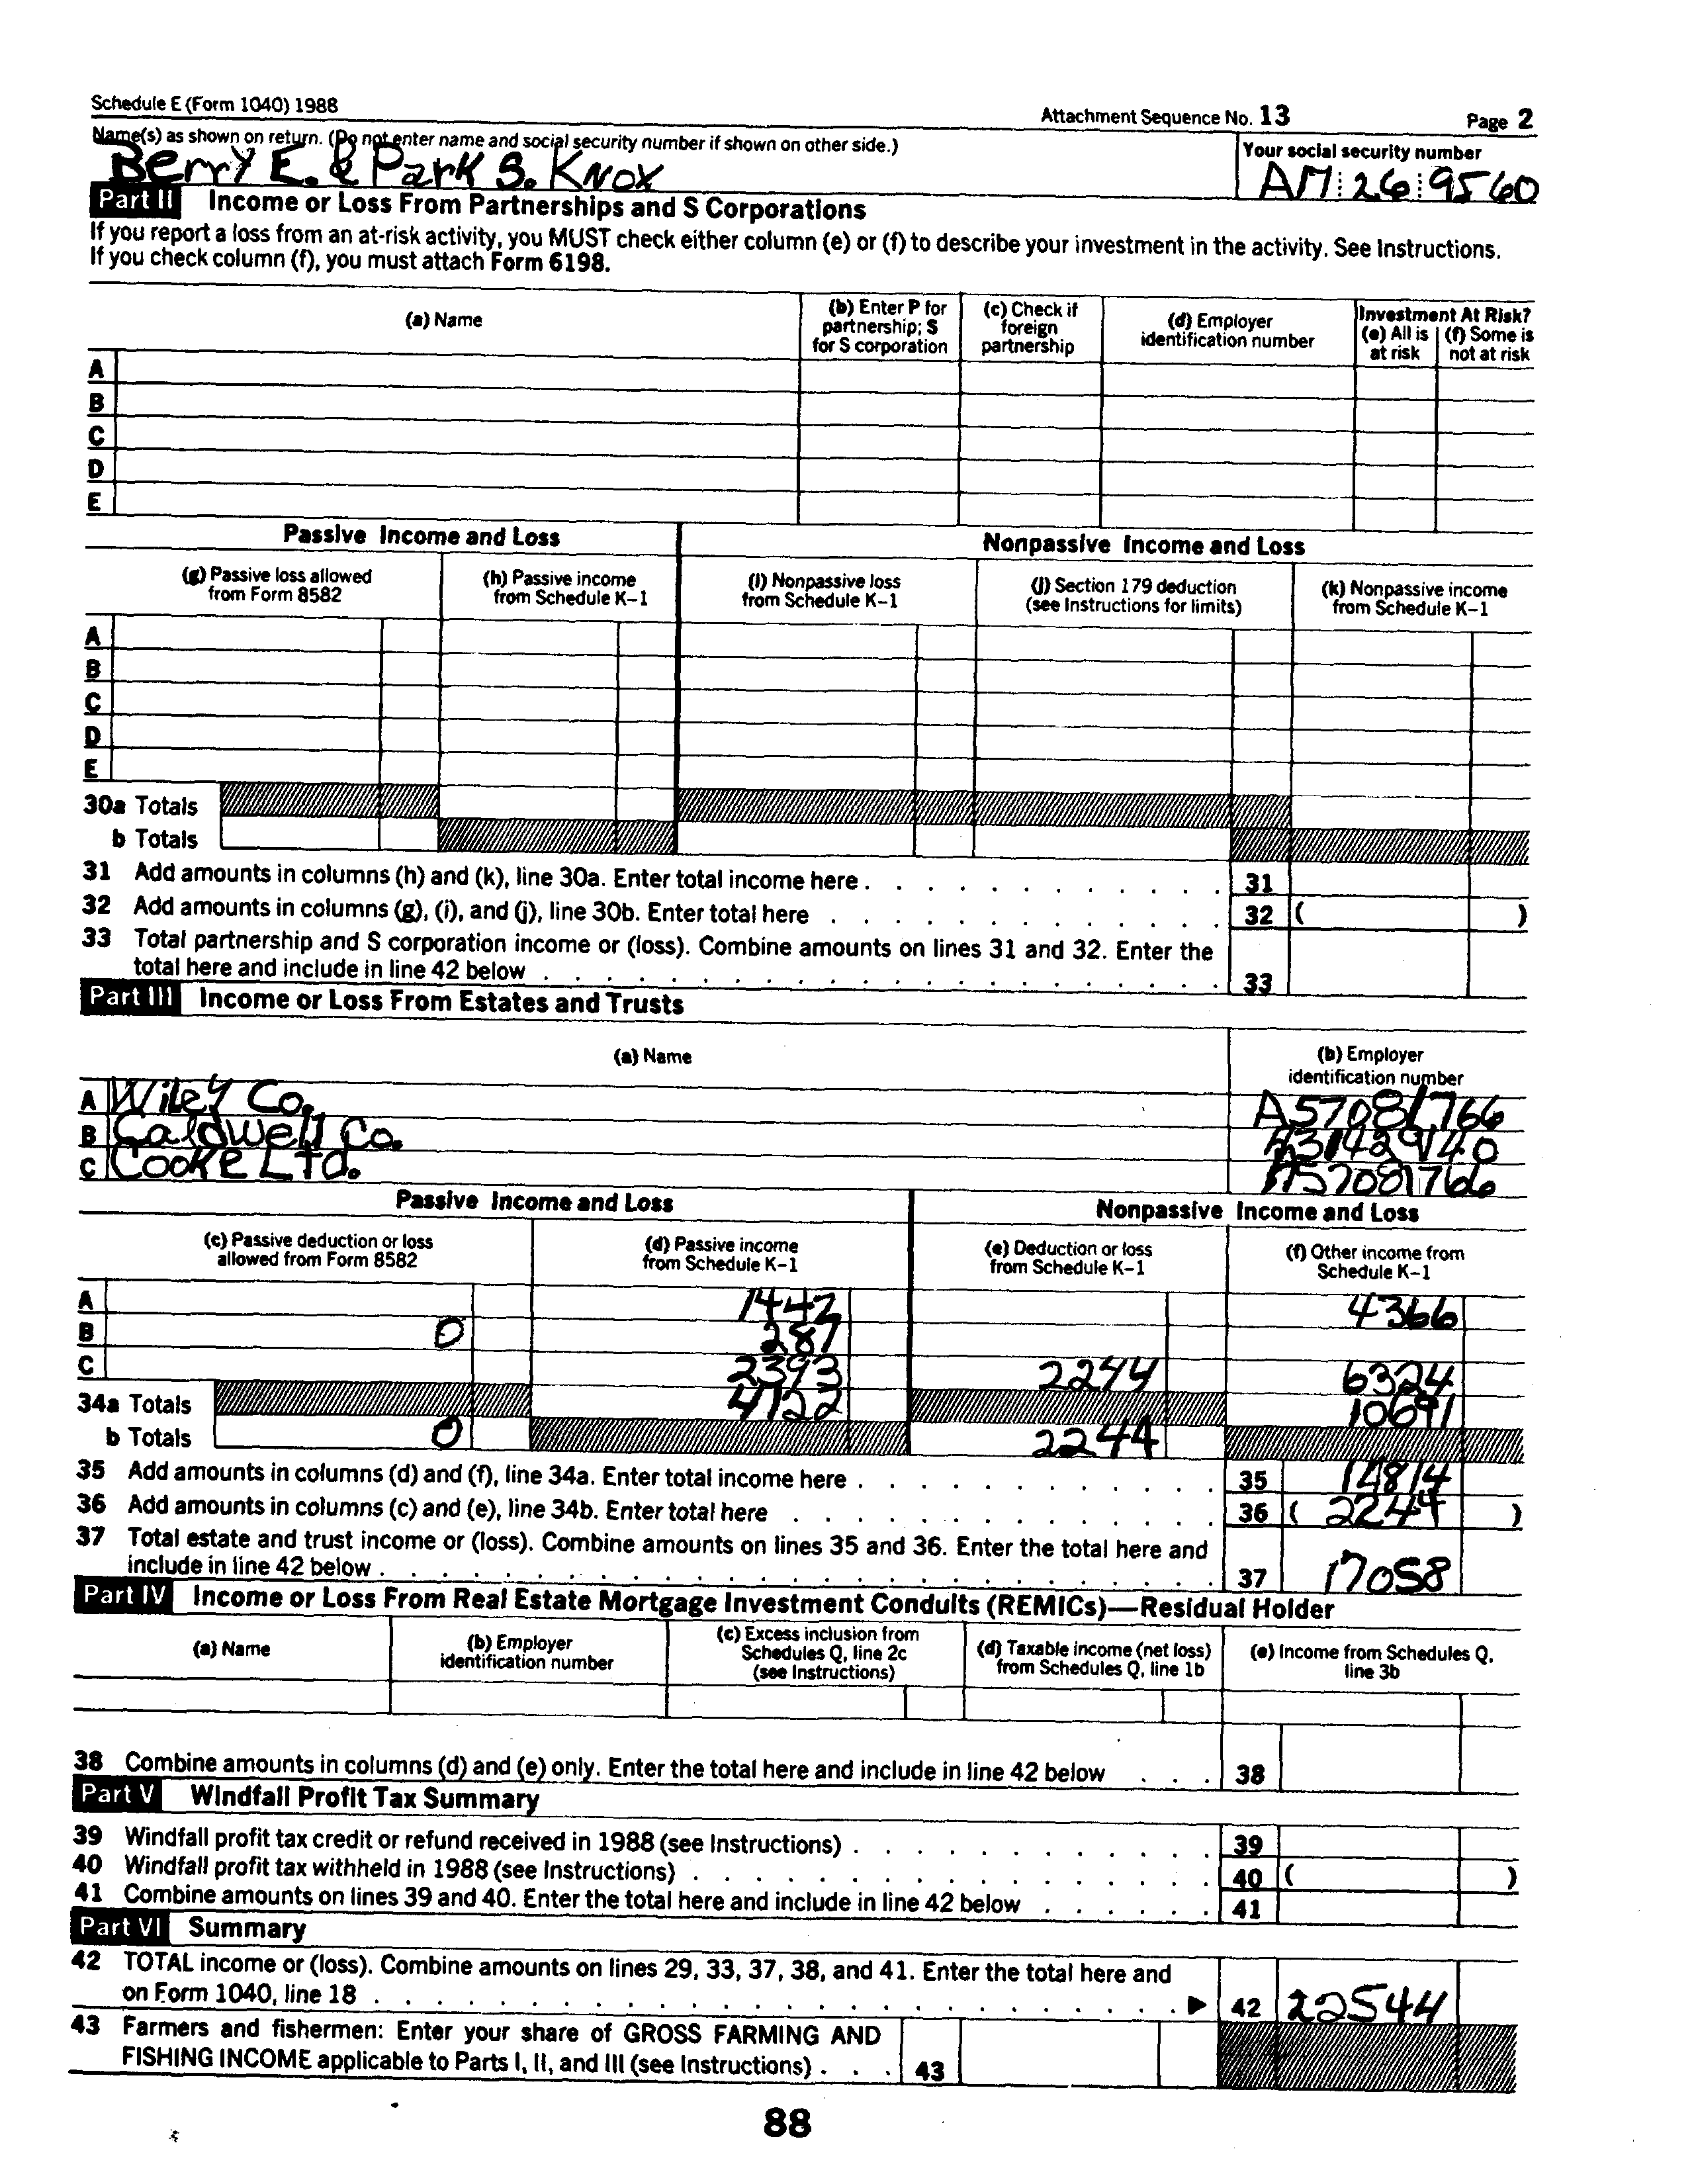 Schedule E (Form 1040) 1988 Attachment Sequence No. 13 Page 2
Name(s) as shown on return. (Do not enter name and social security number if shown on other side.) Your social security number
Berry E. & Park S. Knox AM 26 9560
Part II Income or Loss From Partnerships and S Corporations
If you report a loss from an at-risk activity, you MUST check either column (e) or (f) to describe your investment in the activity. See Instructions.
If you check column (f), you must attach Form 6198.
(a) Name (b) Enter P for partnership; S for S corporation (c) Check if foreign partnership (d) Employer identification number Investment At Risk? (e) All is at risk (f) Some is not at risk
A
B
C
D
E
Passive Income and Loss Nonpassive Income and Loss
(g) Passive loss allowed from Form 8582 (h) Passive income from Schedule K-1 (i) Nonpassive loss from Schedule K-1 (j) Section 179 deduction (see Instructions for limits) (k) Nonpassive income from Schedule K-1
A
B
C
D
E
30a Totals
b Totals
31 Add amounts in columns (h) and (k), line 30a. Enter total income here . . . 31
32 Add amounts in columns (g), (i), and (j), line 30b. Enter total here . . . 32 ( )
33 Total partnership and S corporation income or (loss). Combine amounts on lines 31 and 32. Enter the
total here and include in line 42 below . . . 33
Part III Income or Loss From Estates and Trusts
(a) Name (b) Employer identification number
A Wiley Co. A57081766
B Caldwell Co. A31429140
C Cooke Ltd. A57081766
Passive Income and Loss Nonpassive Income and Loss
(c) Passive deduction or loss allowed from Form 8582 (d) Passive income from Schedule K-1 (e) Deduction or loss from Schedule K-1 (f) Other income from Schedule K-1
A 1442 4366
B 0 287
C 2393 2244 6324
34a Totals 4122 10691
b Totals 0 2244
35 Add amounts in columns (d) and (f), line 34a. Enter total income here . . . 35 14814
36 Add amounts in columns (c) and (e), line 34b. Enter total here . . . 36 ( 2244 )
37 Total estate and trust income or (loss). Combine amounts on lines 35 and 36. Enter the total here and
include in line 42 below . . . 37 17058
Part IV Income or Loss From Real Estate Mortgage Investment Conduits (REMICs)—Residual Holder
(a) Name (b) Employer identification number (c) Excess inclusion from Schedules Q, line 2c (see Instructions) (d) Taxable income (net loss) from Schedules Q, line 1b (e) Income from Schedules Q, line 3b
38 Combine amounts in columns (d) and (e) only. Enter the total here and include in line 42 below . . . 38
Part V Windfall Profit Tax Summary
39 Windfall profit tax credit or refund received in 1988 (see Instructions) . . . 39
40 Windfall profit tax withheld in 1988 (see Instructions) . . . 40 ( )
41 Combine amounts on lines 39 and 40. Enter the total here and include in line 42 below . . . 41
Part VI Summary
42 TOTAL income or (loss). Combine amounts on lines 29, 33, 37, 38, and 41. Enter the total here and
on Form 1040, line 18 . . . ▶ 42 22544
43 Farmers and fishermen: Enter your share of GROSS FARMING AND
FISHING INCOME applicable to Parts I, II, and III (see Instructions) . . . 43
88